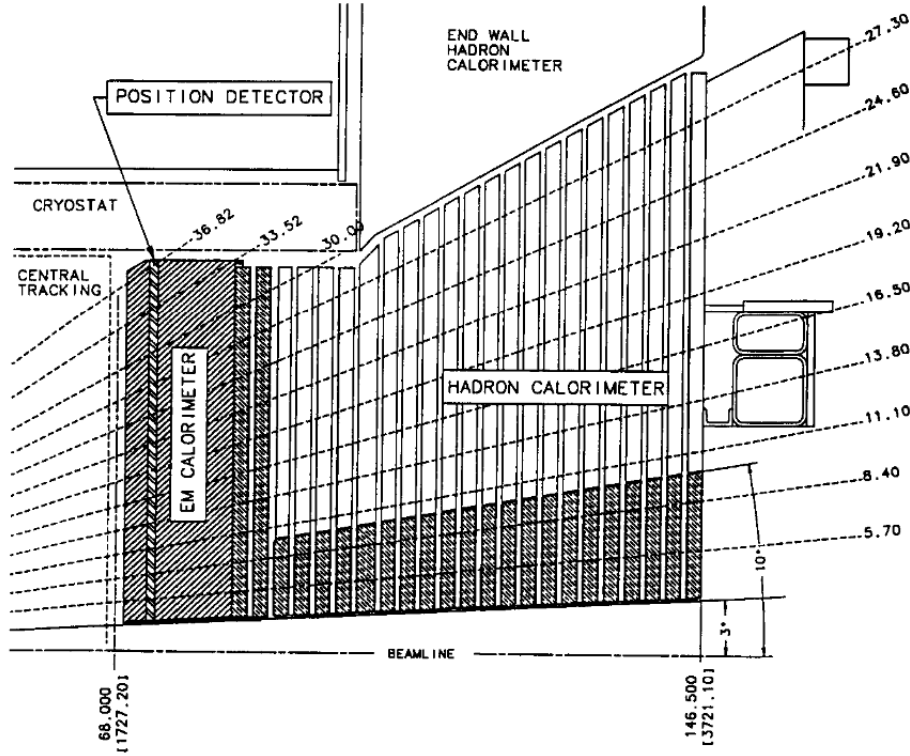 END WALL
HADRON
CALORIMETER
27.30
POSITION DETECTOR
24.60
21.90
CRYOSTAT
36.82
33.52
30.00
19.20
CENTRAL
TRACKING
16.50
EM CALORIMETER
HADRON CALORIMETER
13.80
11.10
8.40
5.70
10°
3°
BEAMLINE
68.000
[1727.20]
146.500
[3721.10]